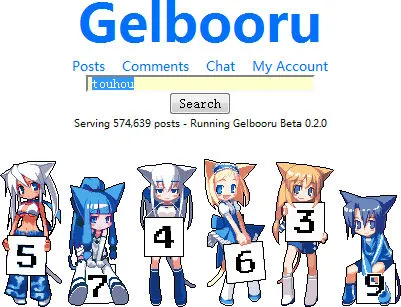 Gelbooru
Posts Comments Chat My Account
touhou
Search
Serving 574,639 posts - Running Gelbooru Beta 0.2.0
5 7 4 6 3 9